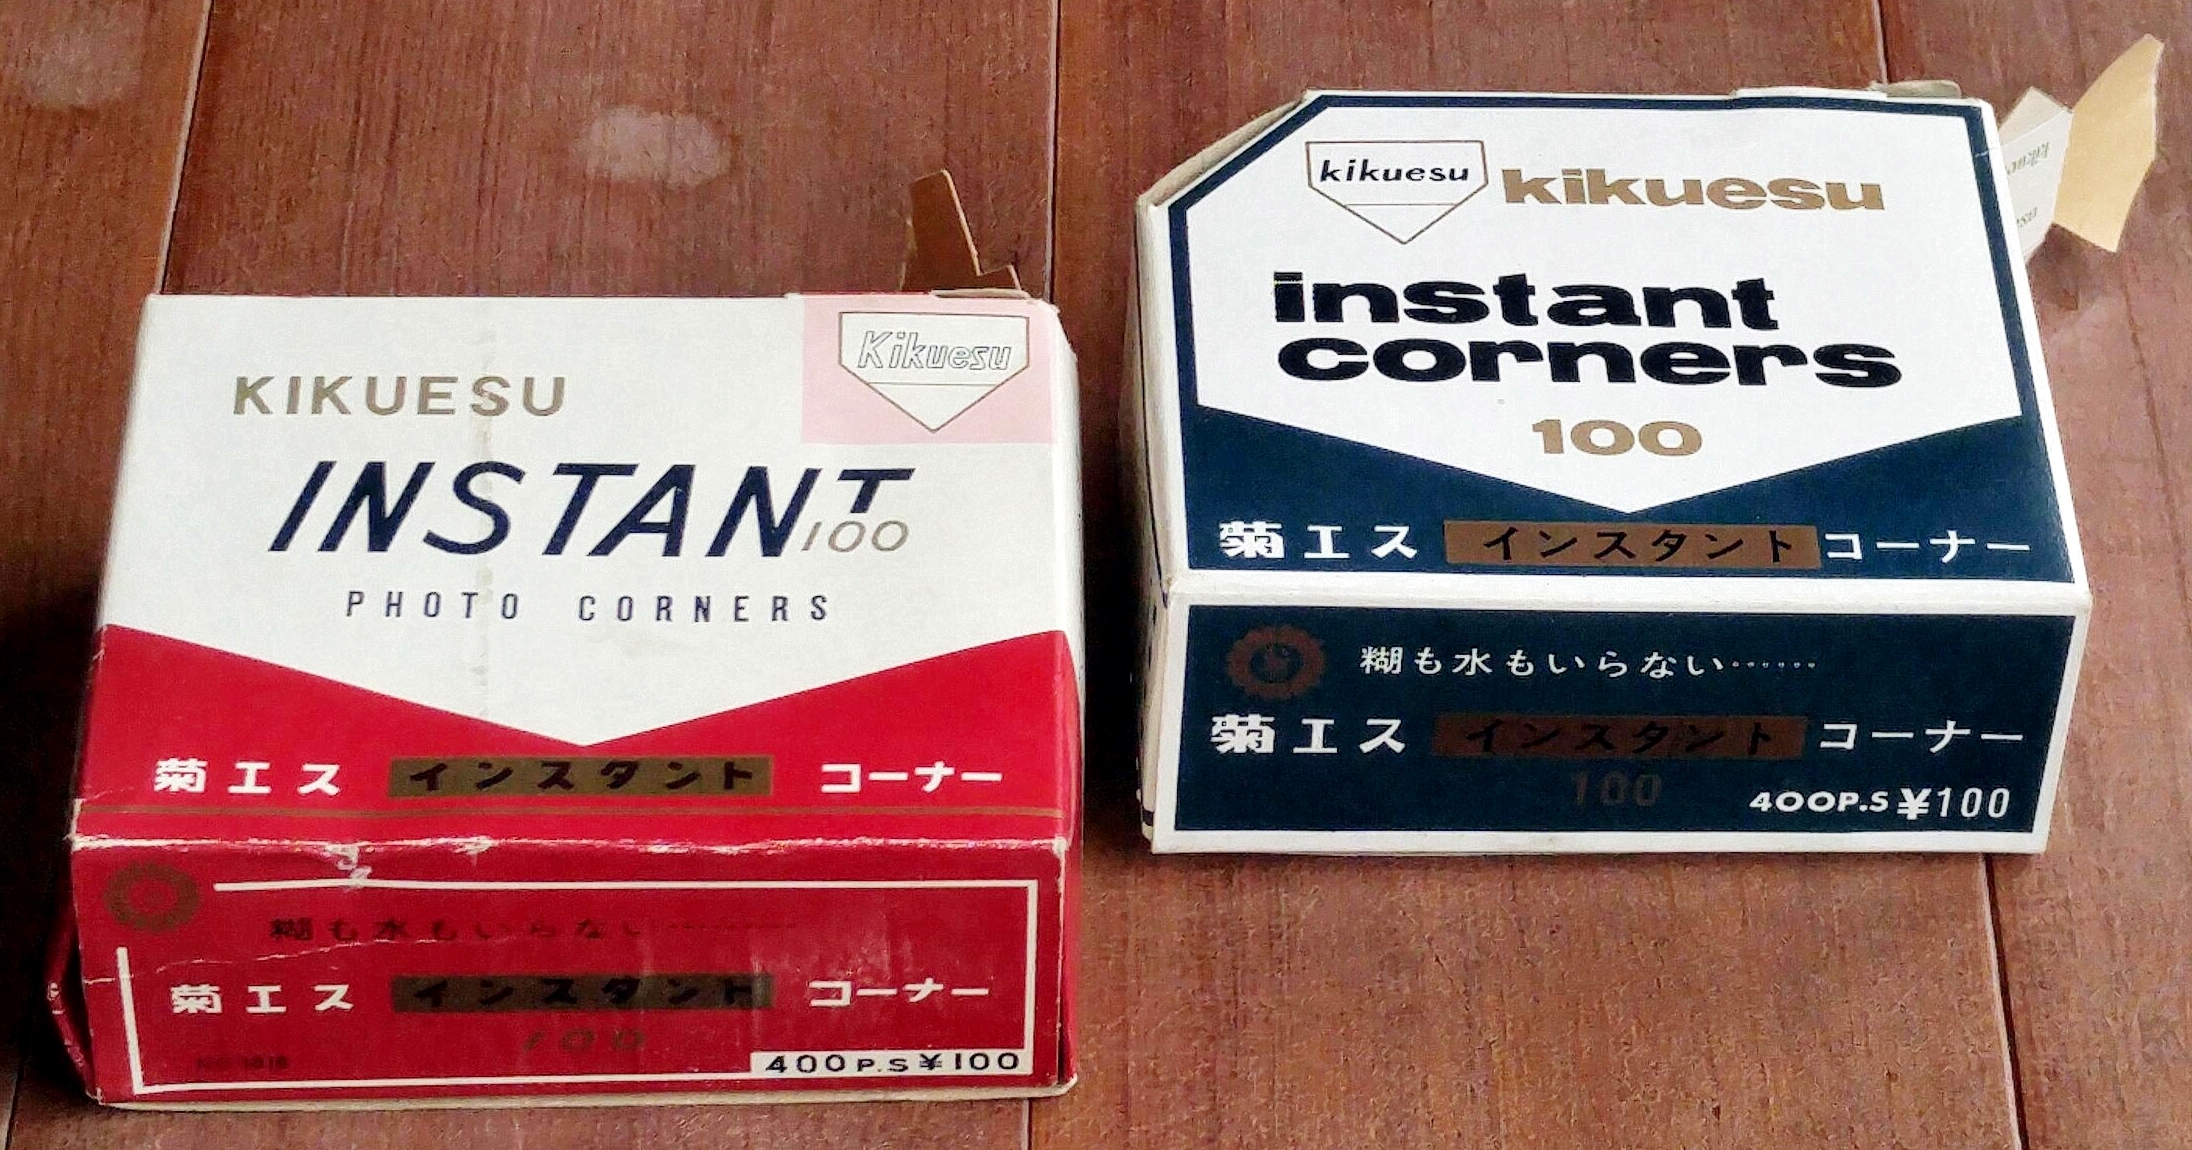 KIKUESU
Kikuesu
INSTANT
100
PHOTO CORNERS
菊エス インスタント コーナー
糊も水もいらない………
菊エス インスタント コーナー
100
400P.S ¥100
kikuesu
kikuesu
instant
corners
100
菊エス インスタント コーナー
糊も水もいらない……
菊エス インスタント コーナー
100
400P.S ¥100